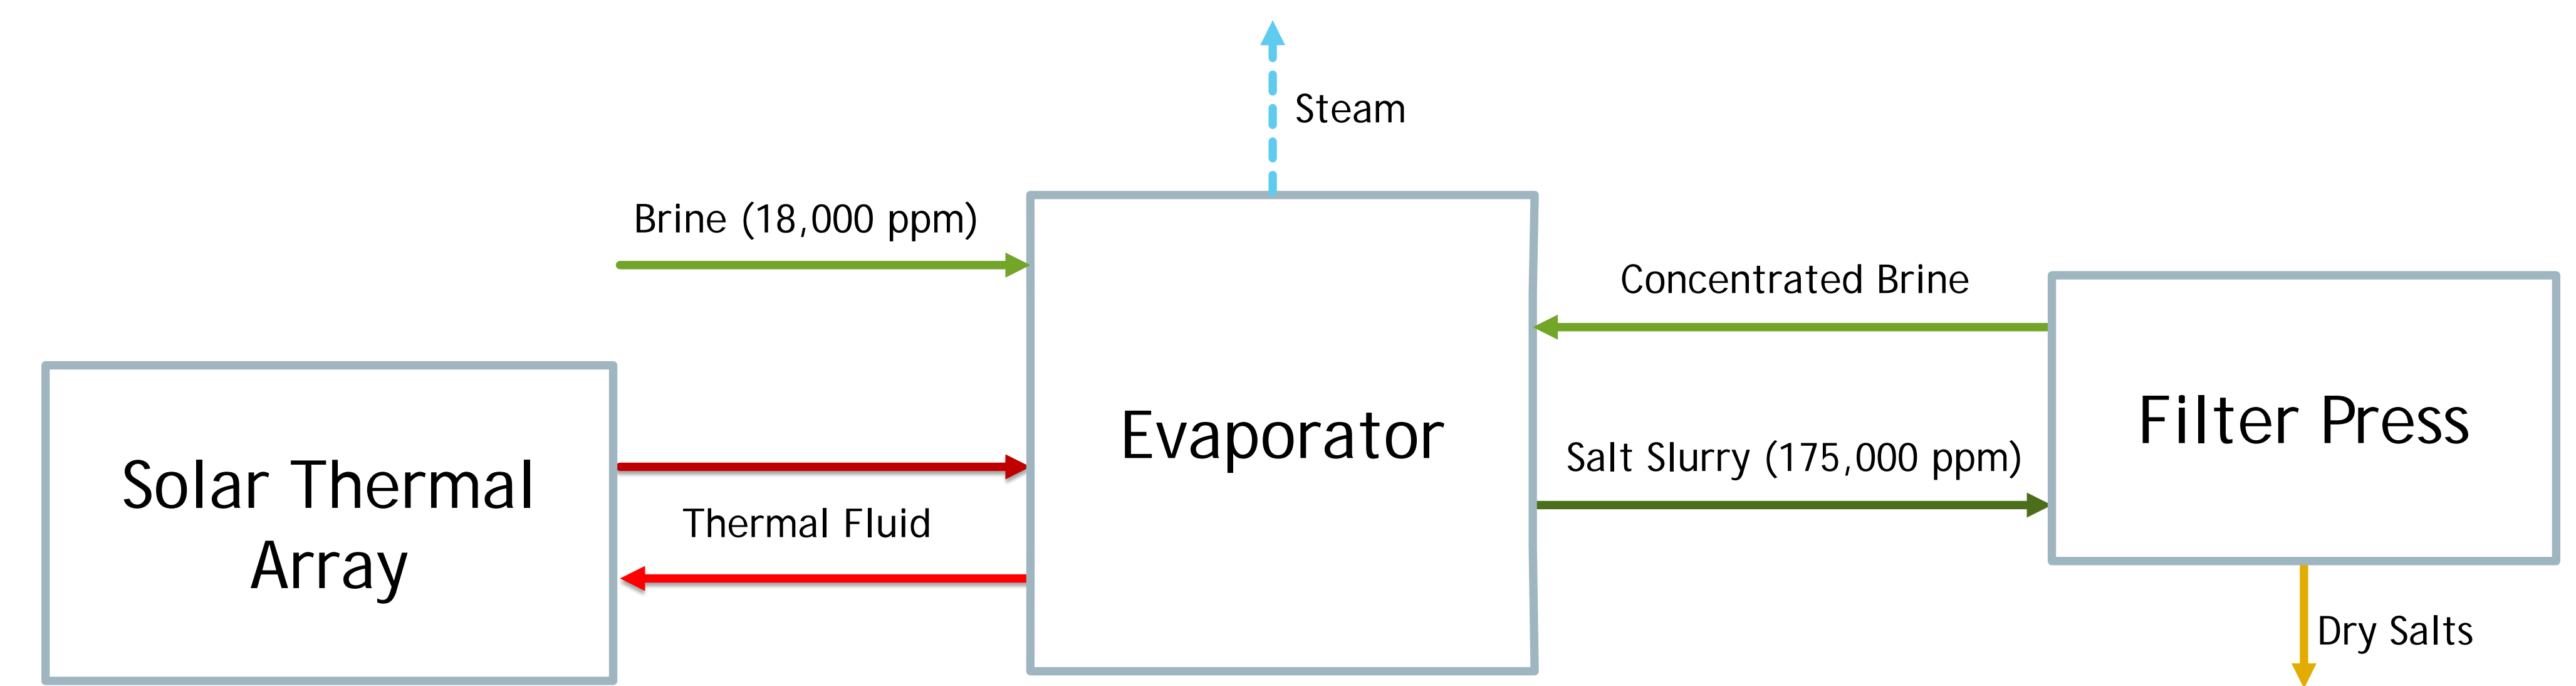 Steam
Brine (18,000 ppm)
Concentrated Brine
Solar Thermal
Array
Thermal Fluid
Evaporator
Salt Slurry (175,000 ppm)
Filter Press
Dry Salts